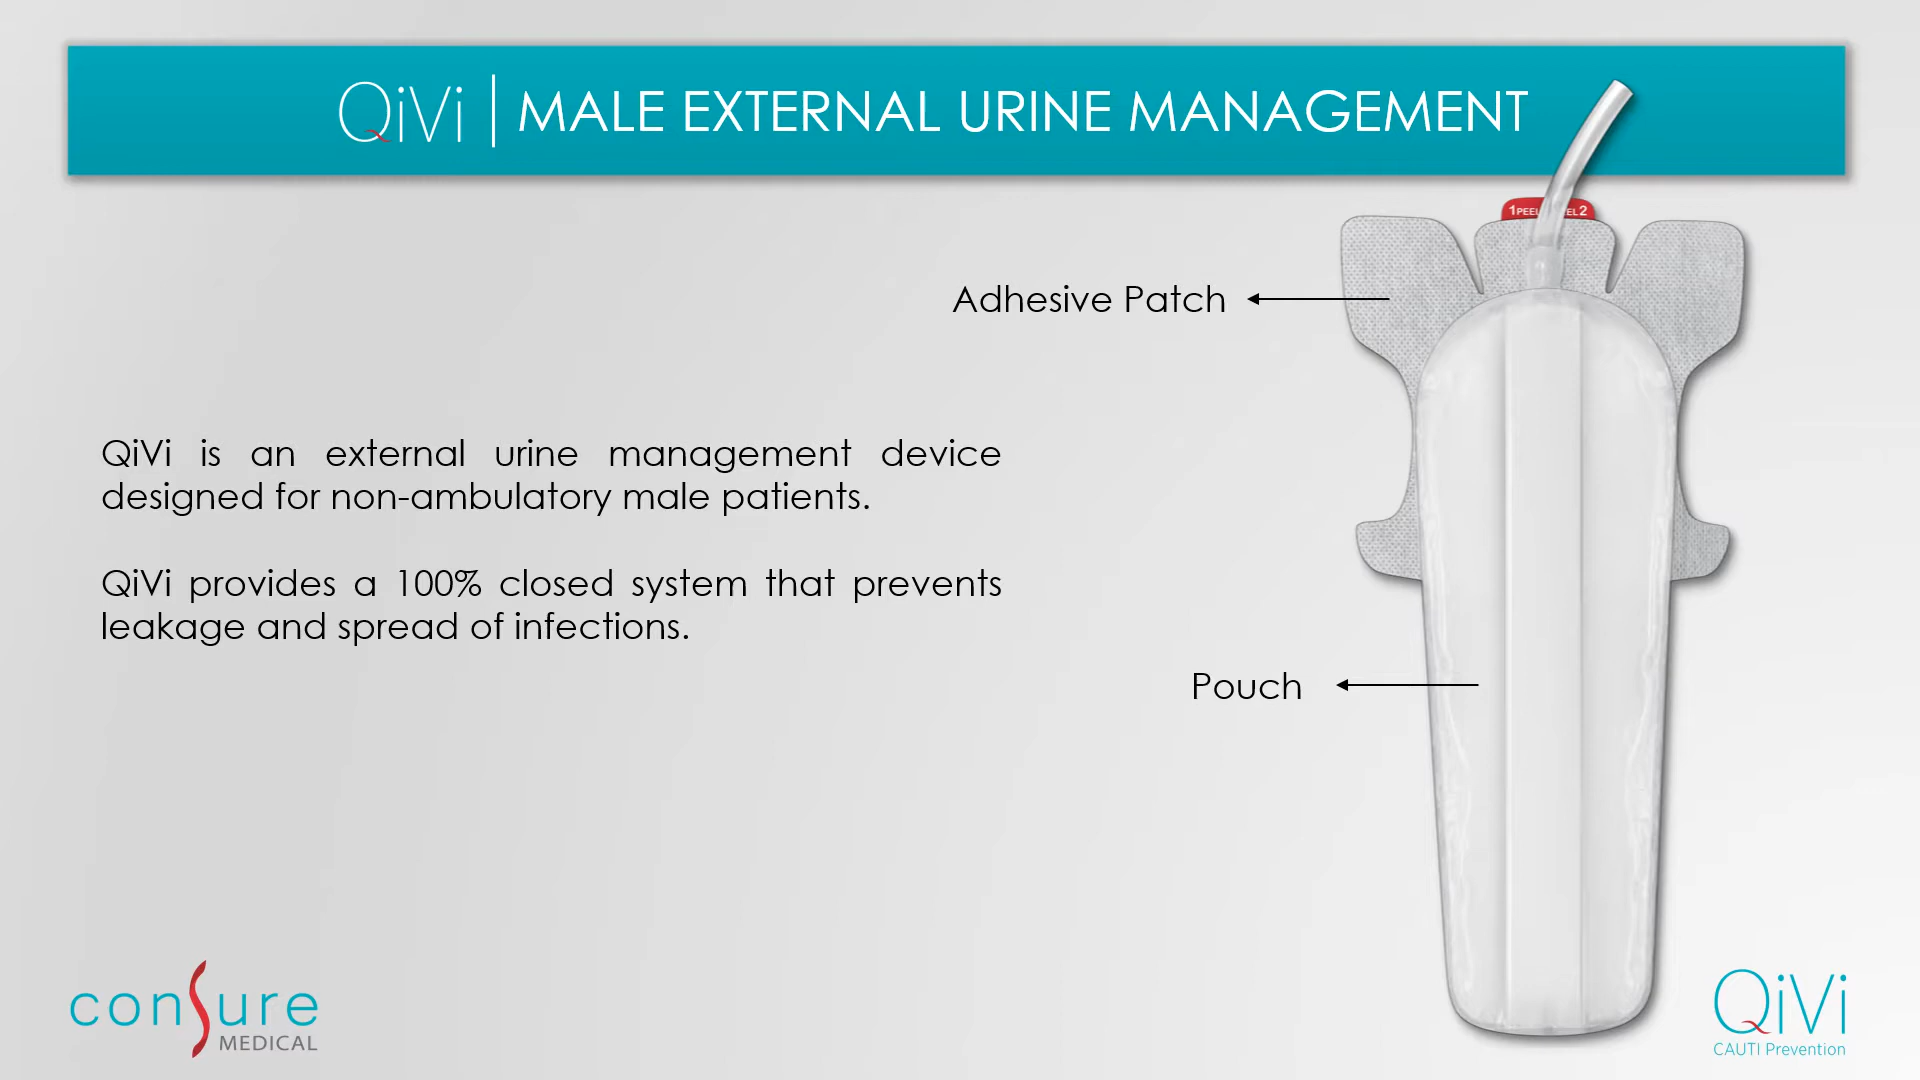 QiVi | MALE EXTERNAL URINE MANAGEMENT
1PEEL EL2
Adhesive Patch
QiVi is an external urine management device
designed for non-ambulatory male patients.
QiVi provides a 100% closed system that prevents
leakage and spread of infections.
Pouch
conSure
MEDICAL
QiVi
CAUTI Prevention